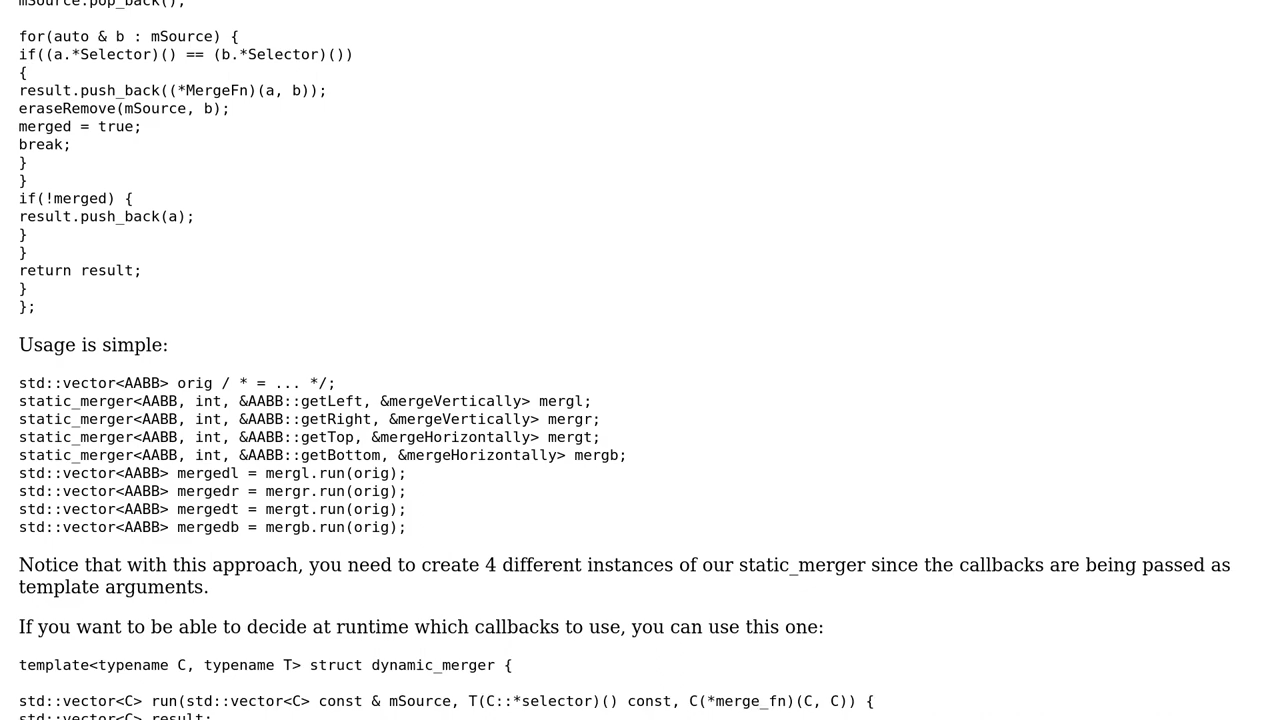 mSource.pop_back();
for(auto & b : mSource) {
if((a.*Selector)() == (b.*Selector)())
{
result.push_back((*MergeFn)(a, b));
eraseRemove(mSource, b);
merged = true;
break;
}
}
if(!merged) {
result.push_back(a);
}
}
return result;
}
};
Usage is simple:
std::vector<AABB> orig / * = ... */;
static_merger<AABB, int, &AABB::getLeft, &mergeVertically> mergl;
static_merger<AABB, int, &AABB::getRight, &mergeVertically> mergr;
static_merger<AABB, int, &AABB::getTop, &mergeHorizontally> mergt;
static_merger<AABB, int, &AABB::getBottom, &mergeHorizontally> mergb;
std::vector<AABB> mergedl = mergl.run(orig);
std::vector<AABB> mergedr = mergr.run(orig);
std::vector<AABB> mergedt = mergt.run(orig);
std::vector<AABB> mergedb = mergb.run(orig);
Notice that with this approach, you need to create 4 different instances of our static_merger since the callbacks are being passed as
template arguments.
If you want to be able to decide at runtime which callbacks to use, you can use this one:
template<typename C, typename T> struct dynamic_merger {
std::vector<C> run(std::vector<C> const & mSource, T(C::*selector)() const, C(*merge_fn)(C, C)) {
std::vector<C> result;